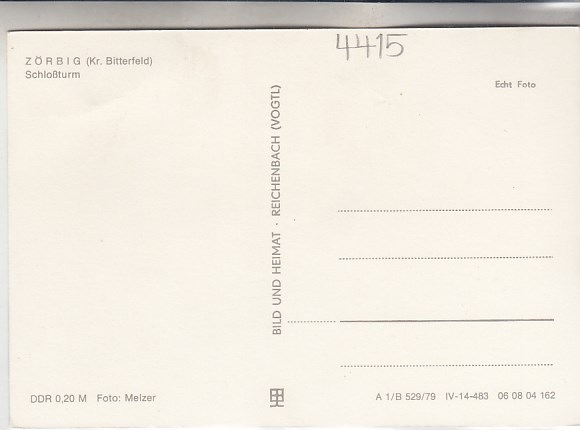 4415
ZÖRBIG (Kr. Bitterfeld)
Schloßturm
Echt Foto
BILD UND HEIMAT · REICHENBACH (VOGTL)
DDR 0,20 M Foto: Melzer
A 1/B 529/79 IV-14-483 06 08 04 162